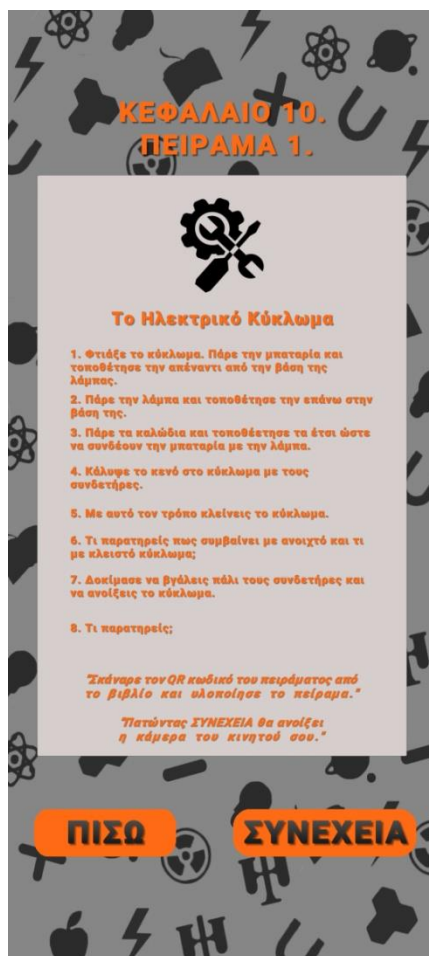 ΚΕΦΑΛΑΙΟ 10.
ΠΕΙΡΑΜΑ 1.
Το Ηλεκτρικό Κύκλωμα
1. Φτιάξε το κύκλωμα. Πάρε την μπαταρία και
τοποθέτησε την απέναντι από την βάση της
λάμπας.
2. Πάρε την λάμπα και τοποθέτησε την επάνω στην
βάση της.
3. Πάρε τα καλώδια και τοποθέετησε τα έτσι ώστε
να συνδέουν την μπαταρία με την λάμπα.
4. Κάλυψε το κενό στο κύκλωμα με τους
συνδετήρες.
5. Με αυτό τον τρόπο κλείνεις το κύκλωμα.
6. Τι παρατηρείς πως συμβαίνει με ανοιχτό και τι
με κλειστό κύκλωμα;
7. Δοκίμασε να βγάλεις πάλι τους συνδετήρες και
να ανοίξεις το κύκλωμα.
8. Τι παρατηρείς;
"Σκάναρε τον QR κωδικό του πειράματος από
το βιβλίο και υλοποίησε το πείραμα."
"Πατώντας ΣΥΝΕΧΕΙΑ θα ανοίξει
η κάμερα του κινητού σου."
ΠΙΣΩ
ΣΥΝΕΧΕΙΑ